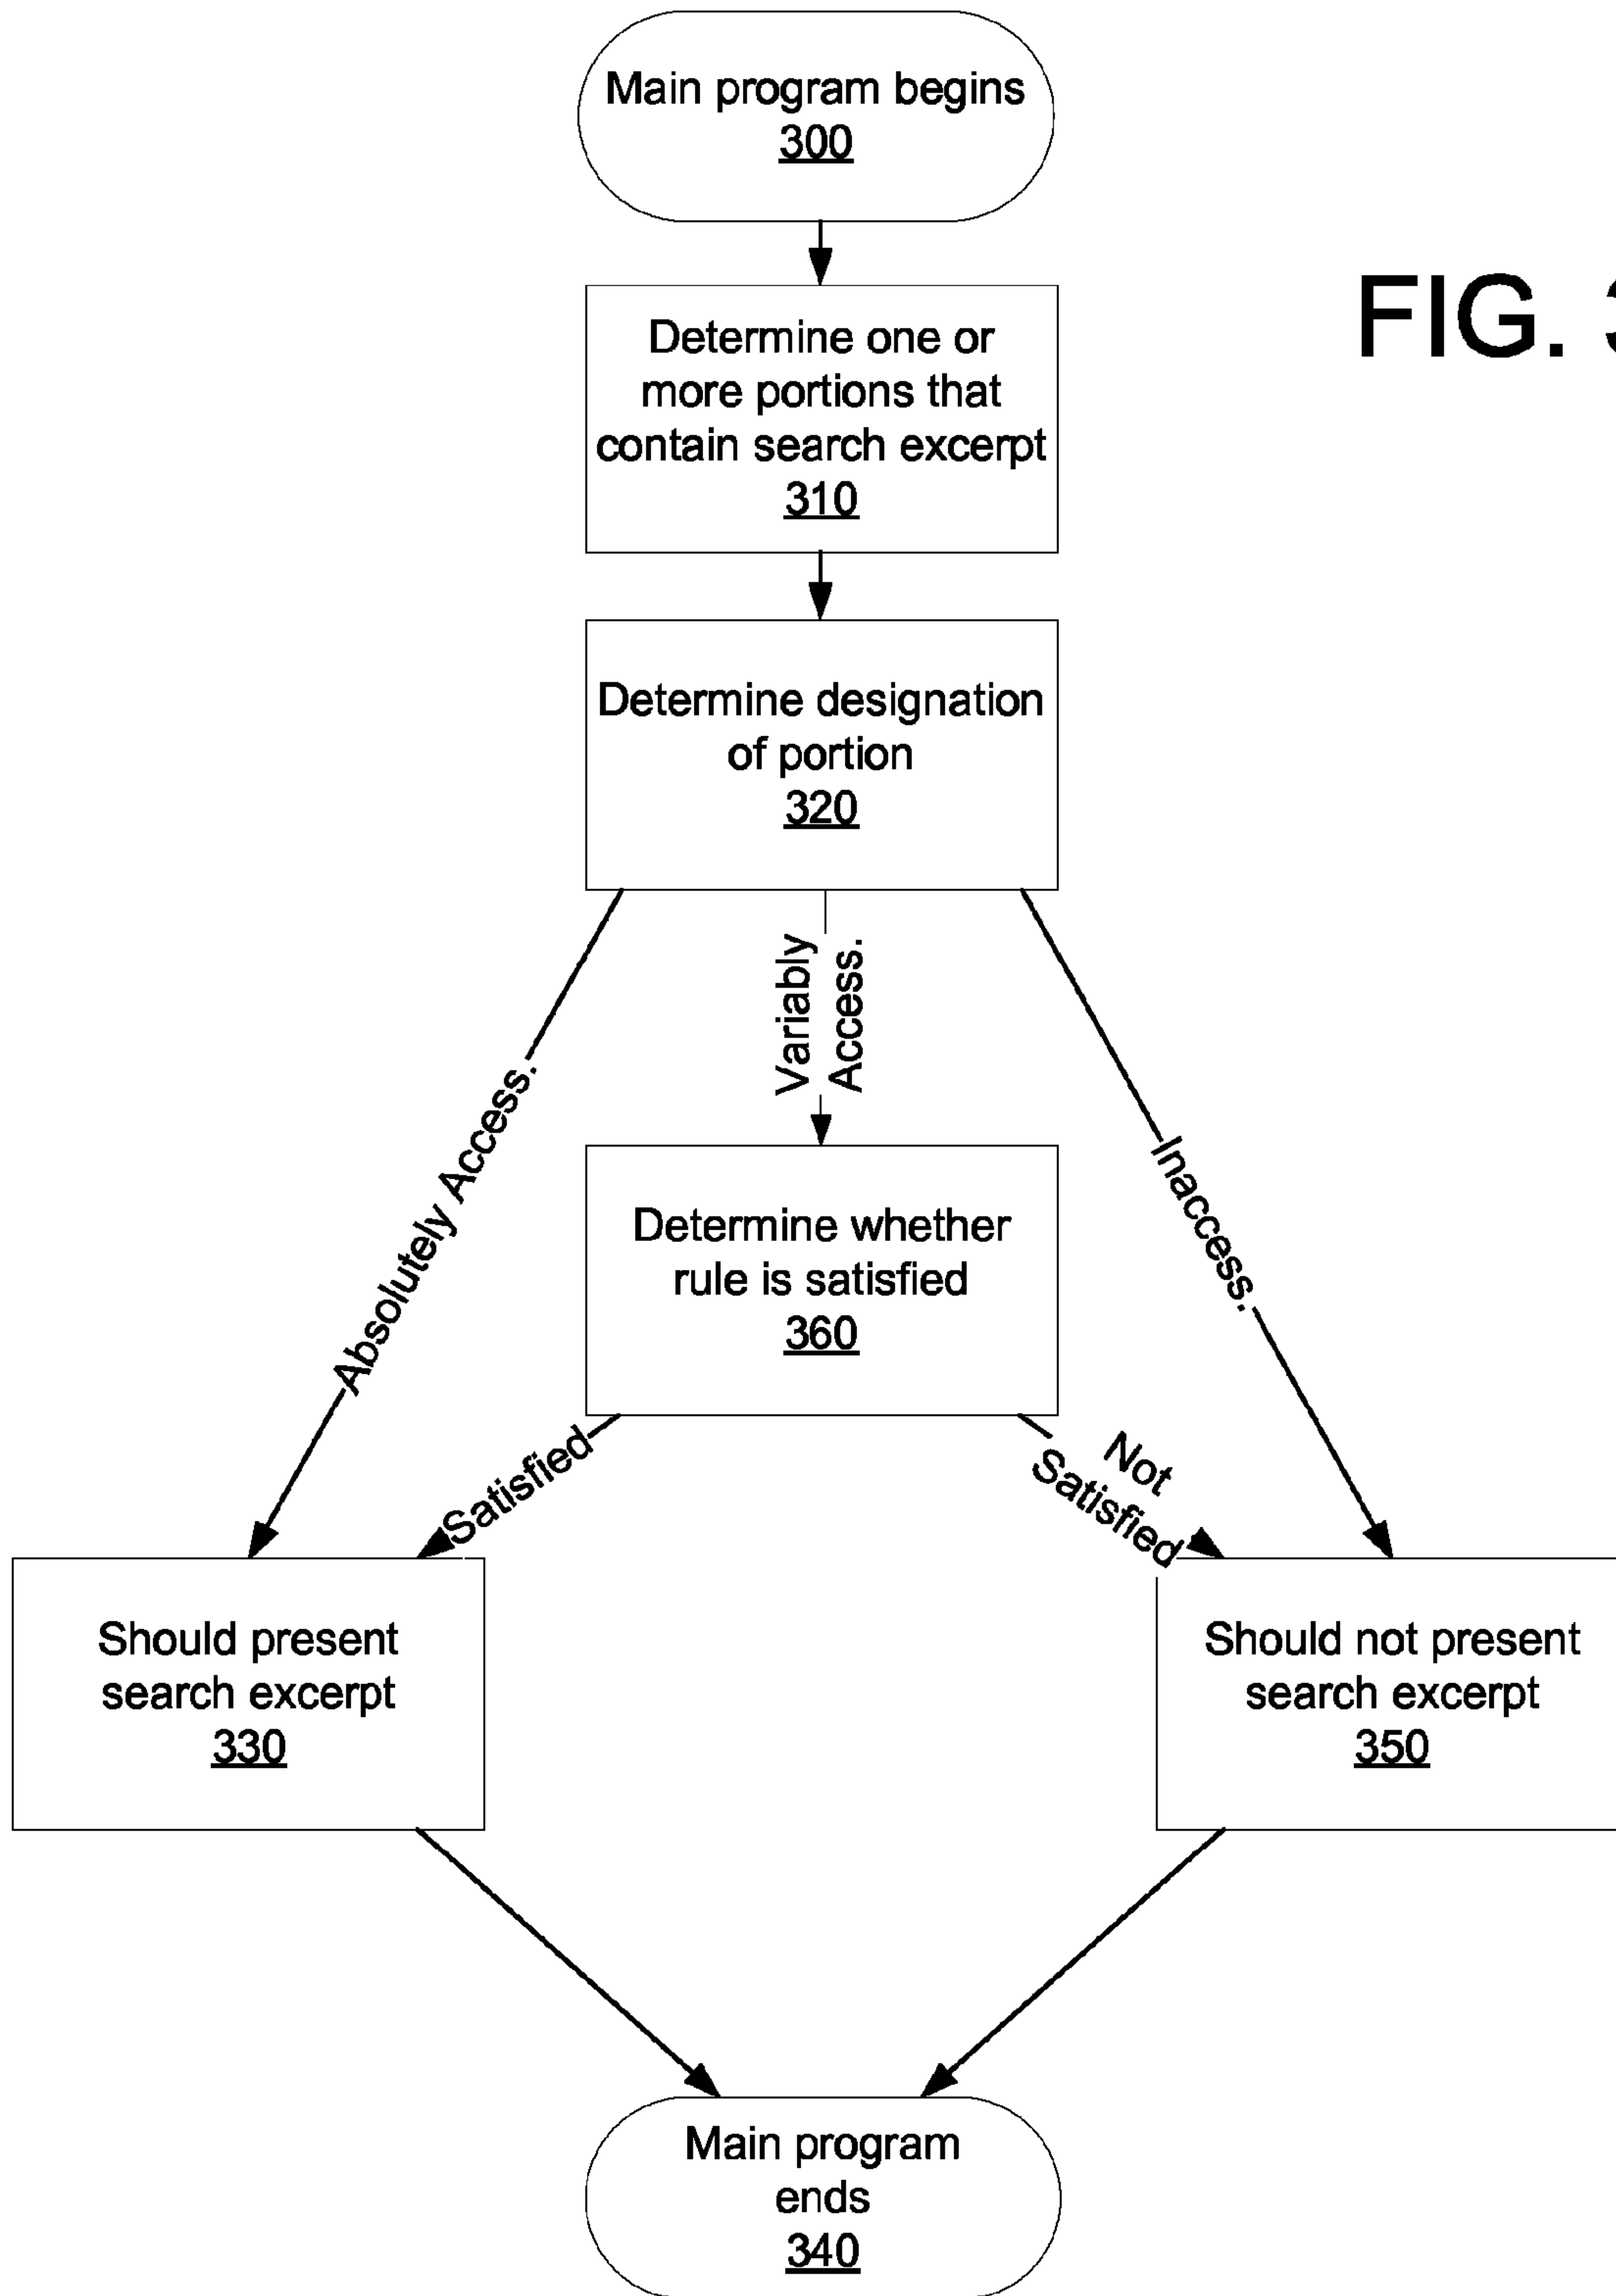 Main program begins
300
FIG. 3
Determine one or
more portions that
contain search excerpt
310
Determine designation
of portion
320
Variably
Access.
Absolutely Access.
Inaccess.
Determine whether
rule is satisfied
360
Satisfied
Not
Satisfied
Should present
search excerpt
330
Should not present
search excerpt
350
Main program
ends
340